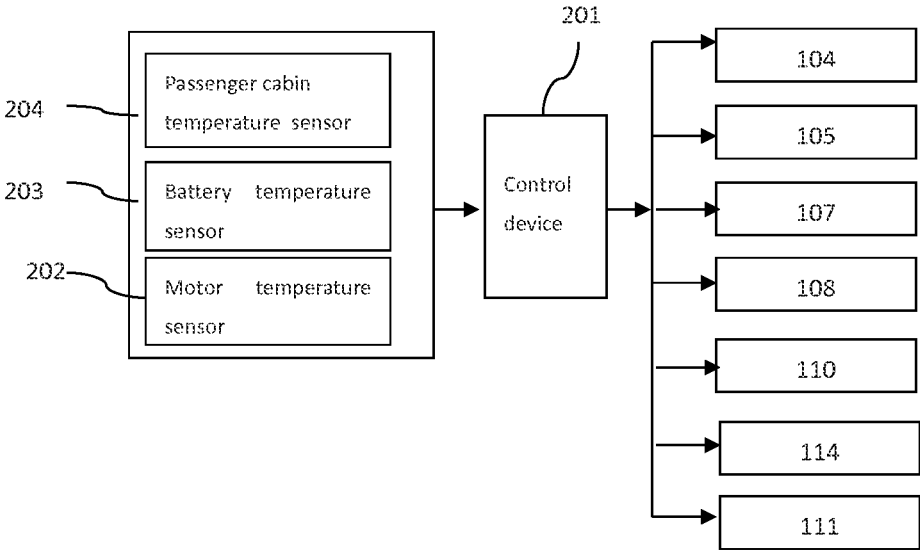 201
204
Passenger cabin
temperature sensor
203
Battery temperature
sensor
202
Motor temperature
sensor
Control
device
104
105
107
108
110
114
111